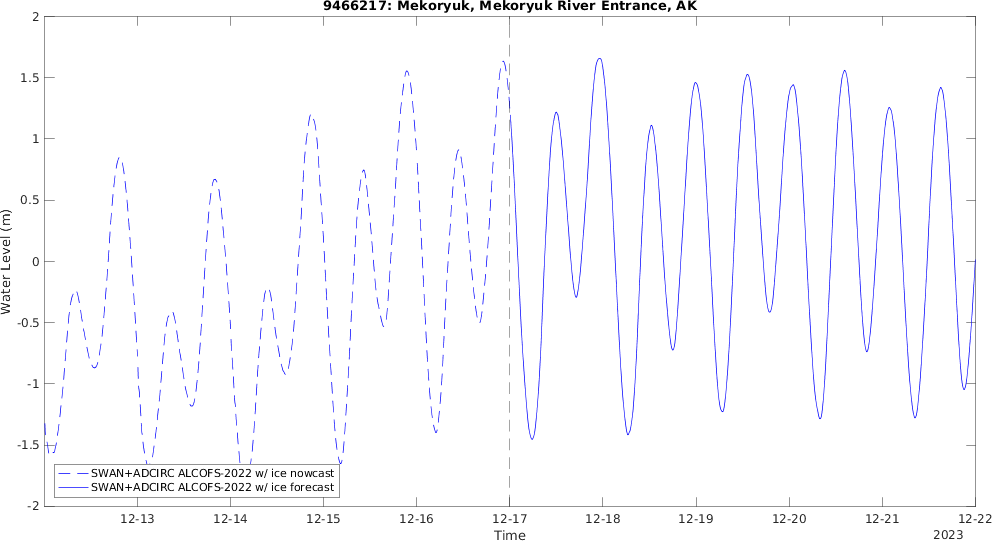 9466217: Mekoryuk, Mekoryuk River Entrance, AK
2
1.5
1
0.5
0
-0.5
-1
-1.5
-2
Water Level (m)
SWAN+ADCIRC ALCOFS-2022 w/ ice nowcast
SWAN+ADCIRC ALCOFS-2022 w/ ice forecast
12-13 12-14 12-15 12-16 12-17 12-18 12-19 12-20 12-21 12-22
Time
2023